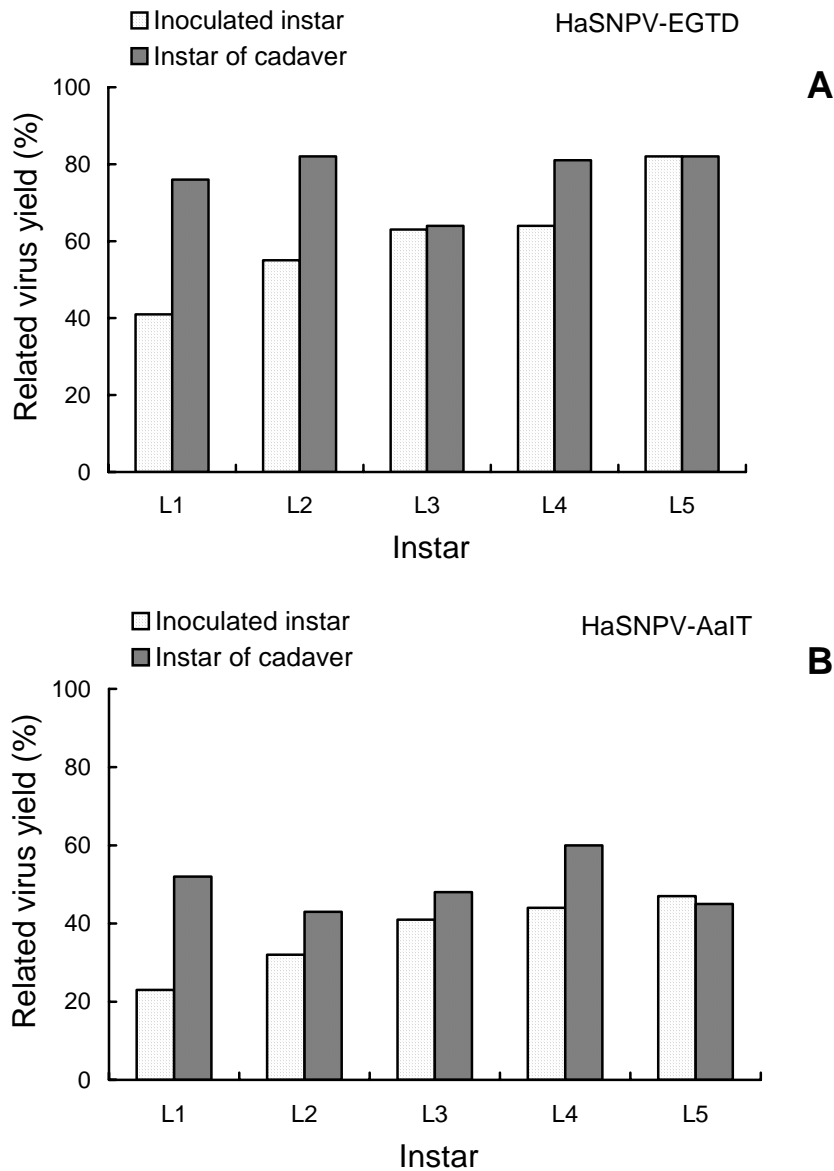 Inoculated instar
HaSNPV-EGTD
Instar of cadaver
A
Related virus yield (%)
100
80
60
40
20
0
L1 L2 L3 L4 L5
Instar
Inoculated instar
HaSNPV-AaIT
Instar of cadaver
B
Related virus yield (%)
100
80
60
40
20
0
L1 L2 L3 L4 L5
Instar